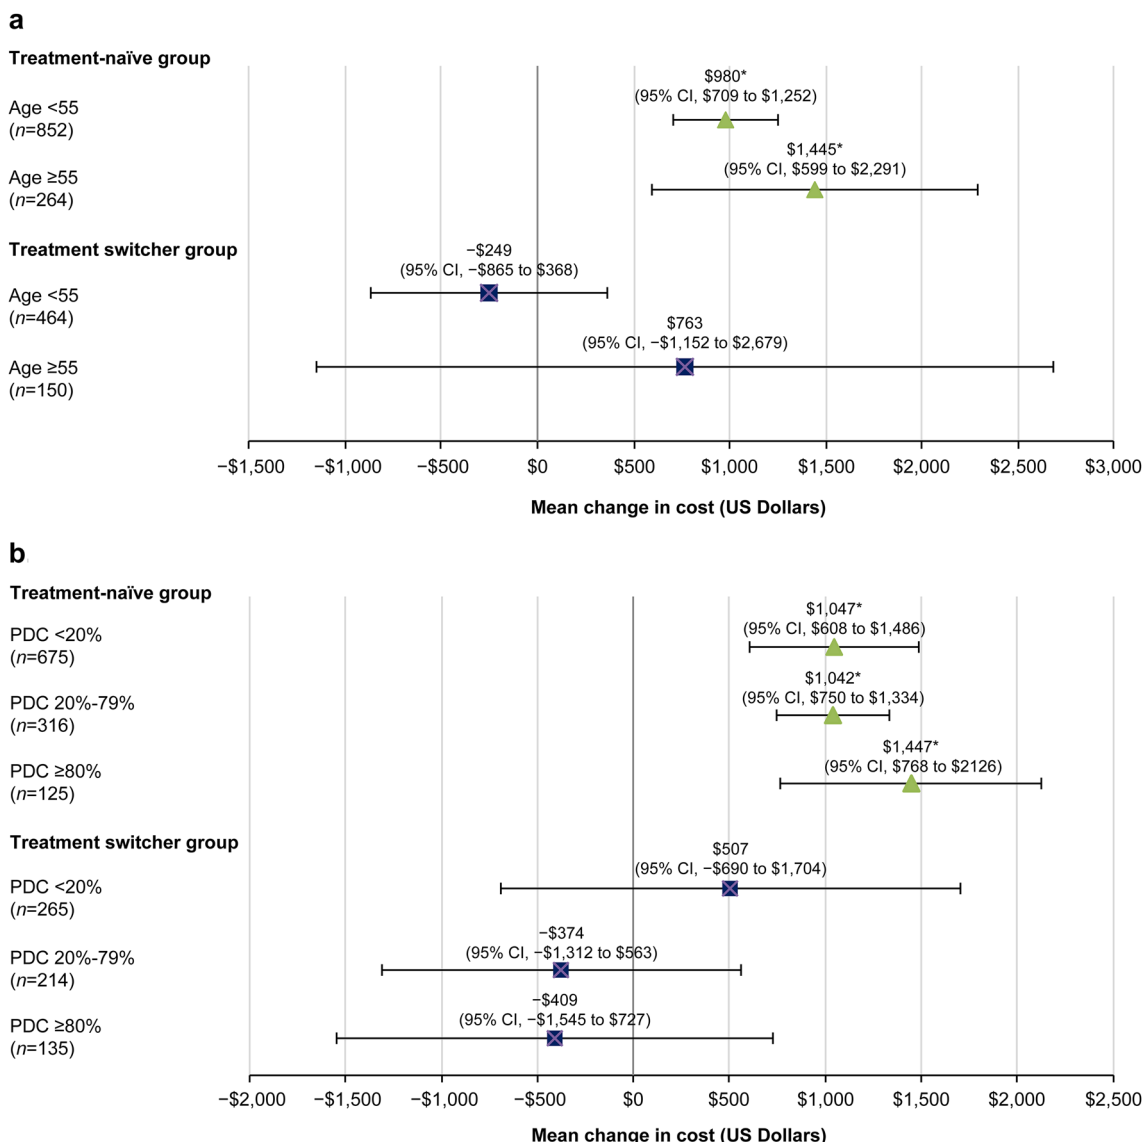 a
Treatment-naïve group
$980*
(95% CI, $709 to $1,252)
Age <55
(n=852)
$1,445*
(95% CI, $599 to $2,291)
Age ≥55
(n=264)
Treatment switcher group
−$249
(95% CI, −$865 to $368)
Age <55
(n=464)
$763
(95% CI, −$1,152 to $2,679)
Age ≥55
(n=150)
−$1,500 −$1,000 −$500 $0 $500 $1,000 $1,500 $2,000 $2,500 $3,000
Mean change in cost (US Dollars)
b
Treatment-naïve group
$1,047*
(95% CI, $608 to $1,486)
PDC <20%
(n=675)
$1,042*
(95% CI, $750 to $1,334)
PDC 20%-79%
(n=316)
$1,447*
(95% CI, $768 to $2126)
PDC ≥80%
(n=125)
Treatment switcher group
$507
(95% CI, −$690 to $1,704)
PDC <20%
(n=265)
−$374
(95% CI, −$1,312 to $563)
PDC 20%-79%
(n=214)
−$409
(95% CI, −$1,545 to $727)
PDC ≥80%
(n=135)
−$2,000 −$1,500 −$1,000 −$500 $0 $500 $1,000 $1,500 $2,000 $2,500
Mean change in cost (US Dollars)